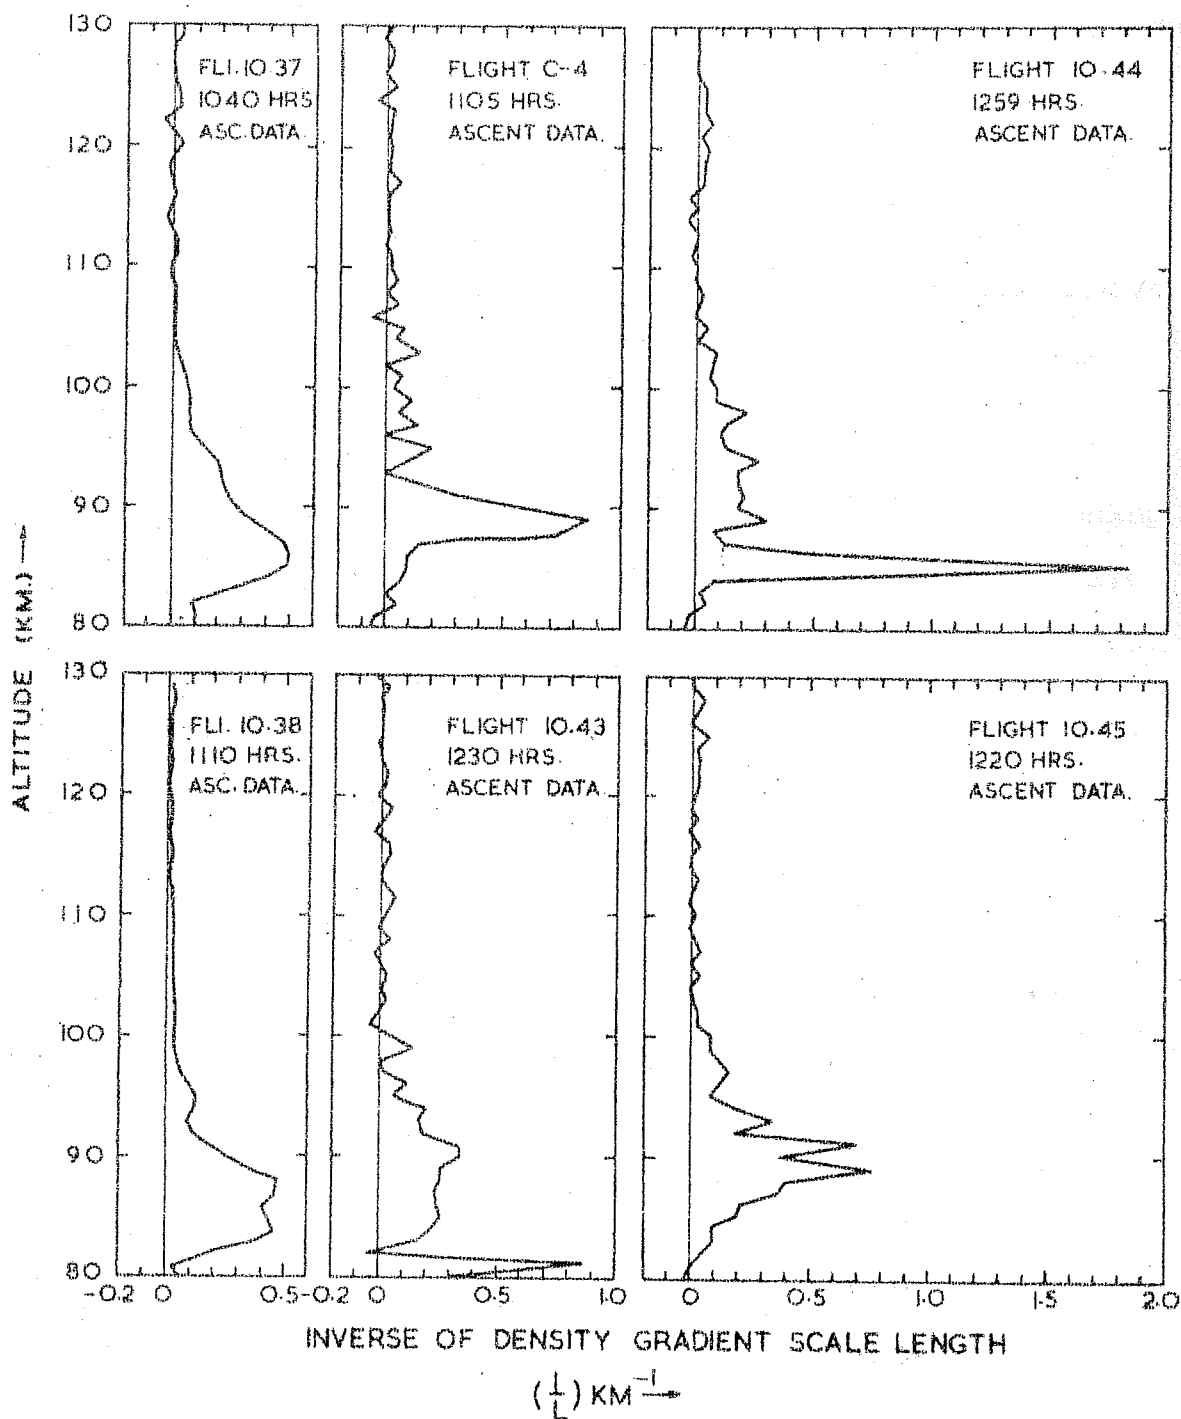 130
120
110
100
90
80
FLI. 10.37
1040 HRS
ASC. DATA.
FLIGHT C-4
1105 HRS.
ASCENT DATA.
FLIGHT 10.44
1259 HRS.
ASCENT DATA.
ALTITUDE (KM.) →
130
120
110
100
90
80
FLI. 10.38
1110 HRS.
ASC. DATA.
FLIGHT 10.43
1230 HRS.
ASCENT DATA.
FLIGHT 10.45
1220 HRS.
ASCENT DATA.
-0.2 0 0.5 -0.2 0 0.5 1.0 0 0.5 1.0 1.5 2.0
INVERSE OF DENSITY GRADIENT SCALE LENGTH
(1/L) KM⁻¹ →